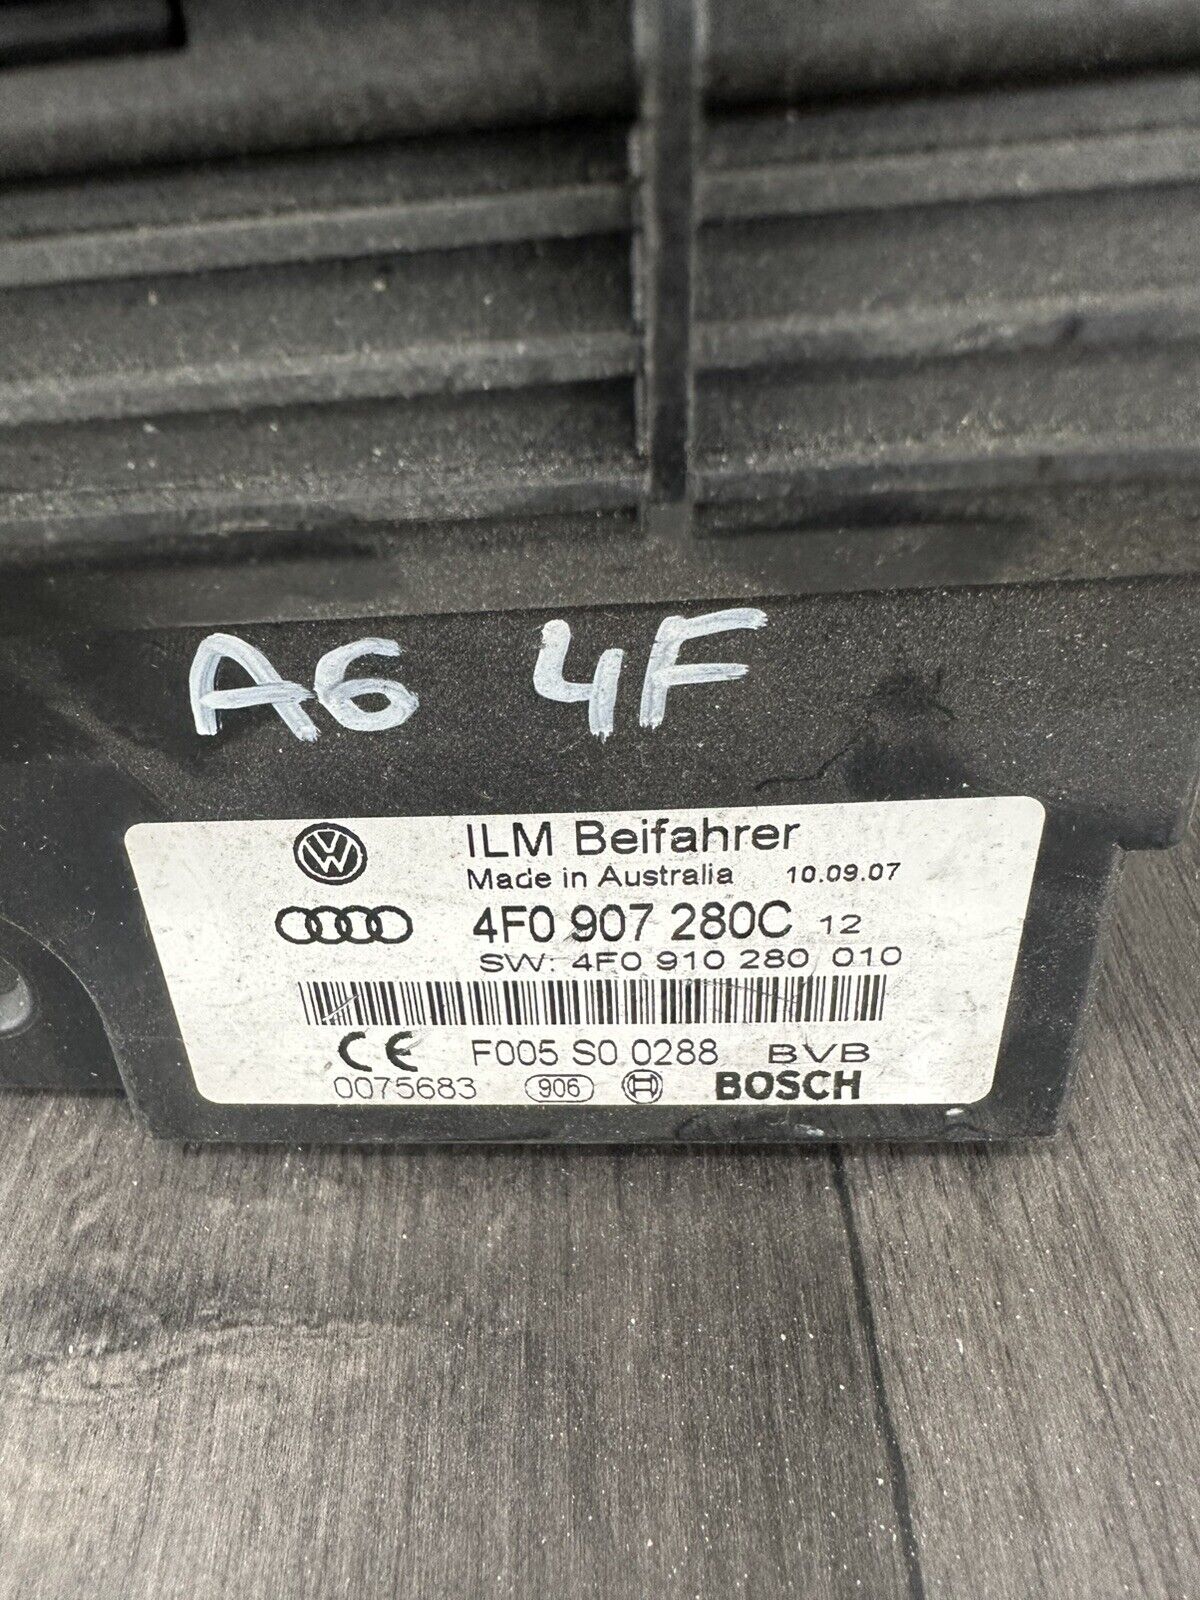 A6 4F
ILM Beifahrer
Made in Australia 10.09.07
4F0 907 280C 12
SW: 4F0 910 280 010
CE F005 S0 0288 BVB
0075683 906 BOSCH